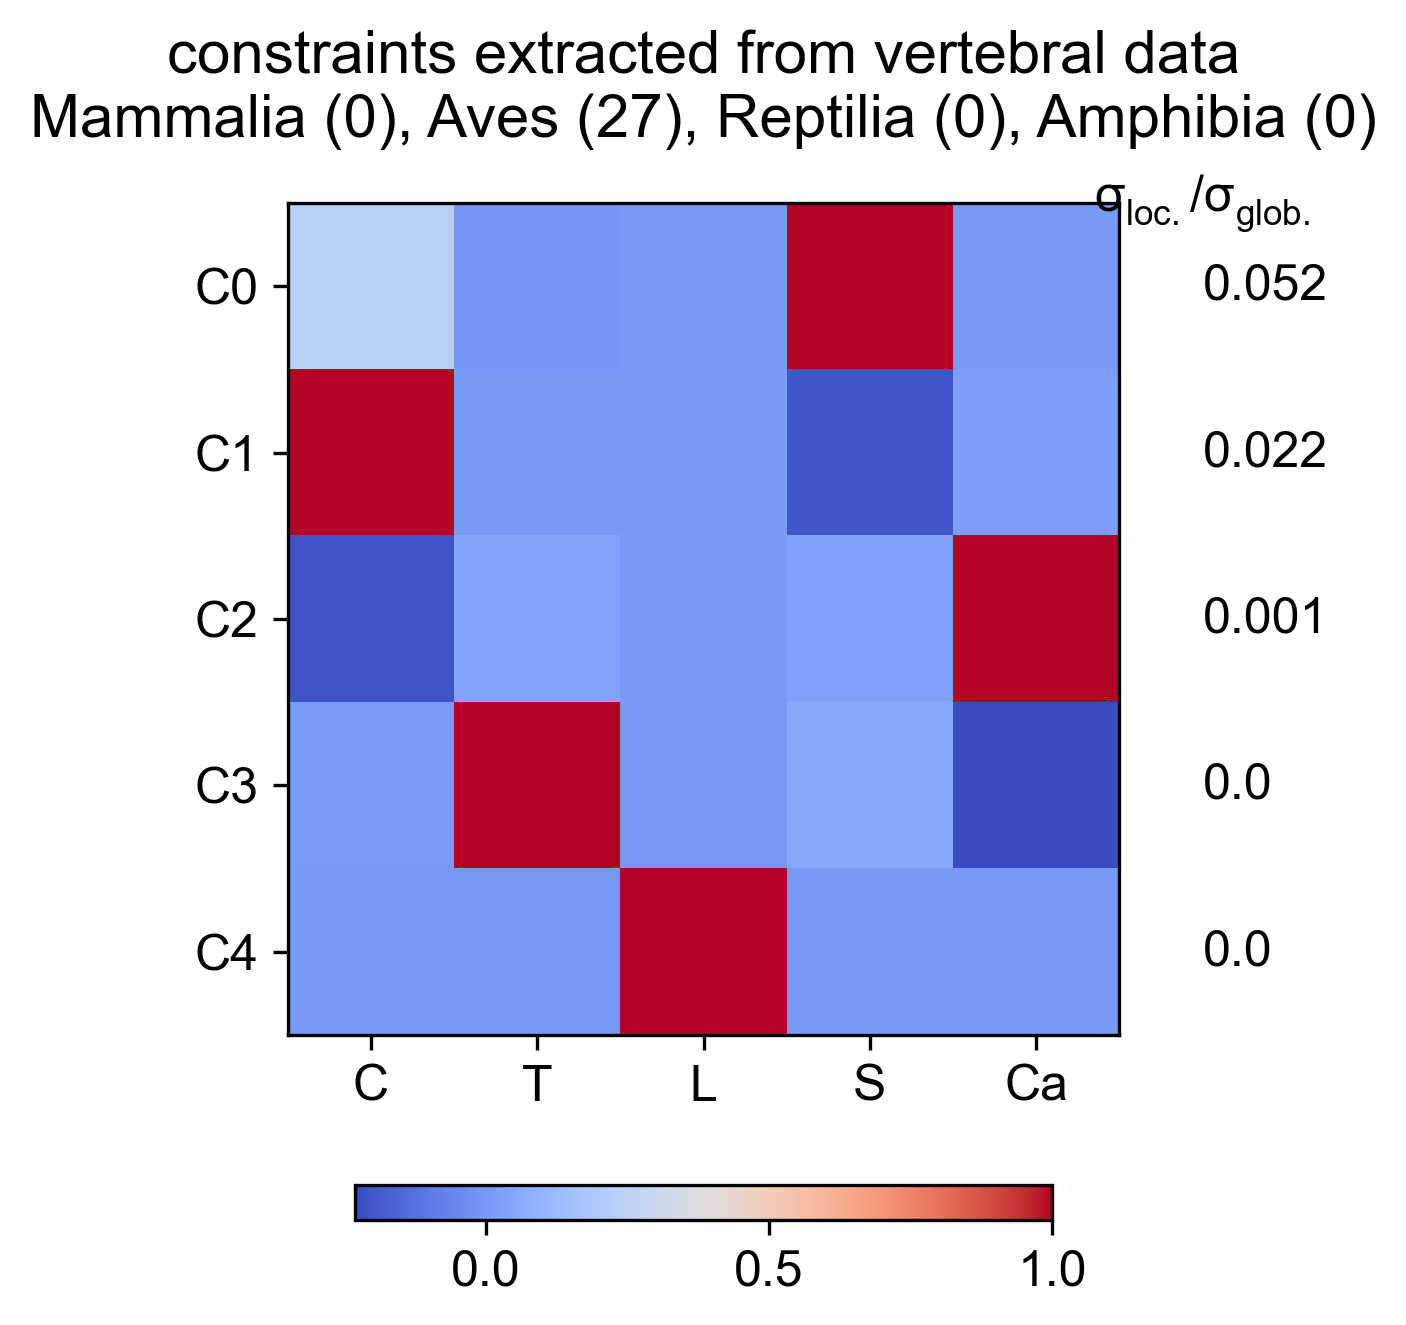 constraints extracted from vertebral data
Mammalia (0), Aves (27), Reptilia (0), Amphibia (0)
σloc. /σglob.
C0 0.052
C1 0.022
C2 0.001
C3 0.0
C4 0.0
C T L S Ca
0.0 0.5 1.0